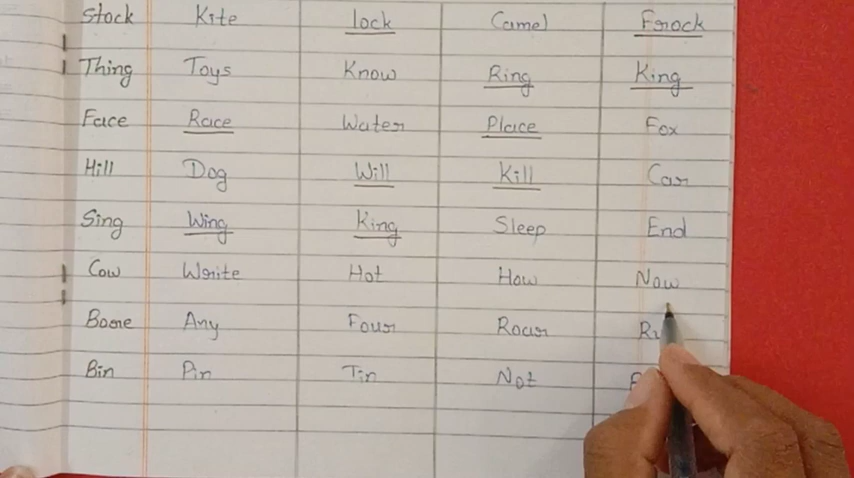 Stock Kite lock Camel Frock
Thing Toys Know Ring King
Face Race Water Place Fox
Hill Dog Will Kill Car
Sing Wing King Sleep End
Cow Write Hot How Now
Bore Any Four Roar
Bin Pin Tin Not